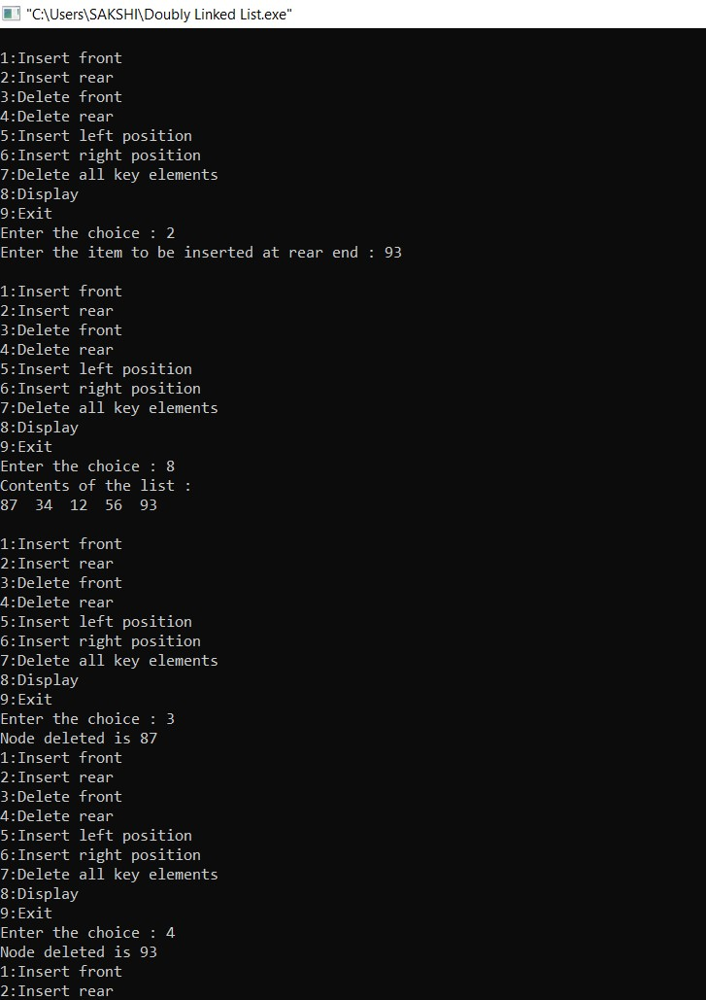 "C:\Users\SAKSHI\Doubly Linked List.exe"
1:Insert front
2:Insert rear
3:Delete front
4:Delete rear
5:Insert left position
6:Insert right position
7:Delete all key elements
8:Display
9:Exit
Enter the choice : 2
Enter the item to be inserted at rear end : 93
1:Insert front
2:Insert rear
3:Delete front
4:Delete rear
5:Insert left position
6:Insert right position
7:Delete all key elements
8:Display
9:Exit
Enter the choice : 8
Contents of the list :
87  34  12  56  93
1:Insert front
2:Insert rear
3:Delete front
4:Delete rear
5:Insert left position
6:Insert right position
7:Delete all key elements
8:Display
9:Exit
Enter the choice : 3
Node deleted is 87
1:Insert front
2:Insert rear
3:Delete front
4:Delete rear
5:Insert left position
6:Insert right position
7:Delete all key elements
8:Display
9:Exit
Enter the choice : 4
Node deleted is 93
1:Insert front
2:Insert rear